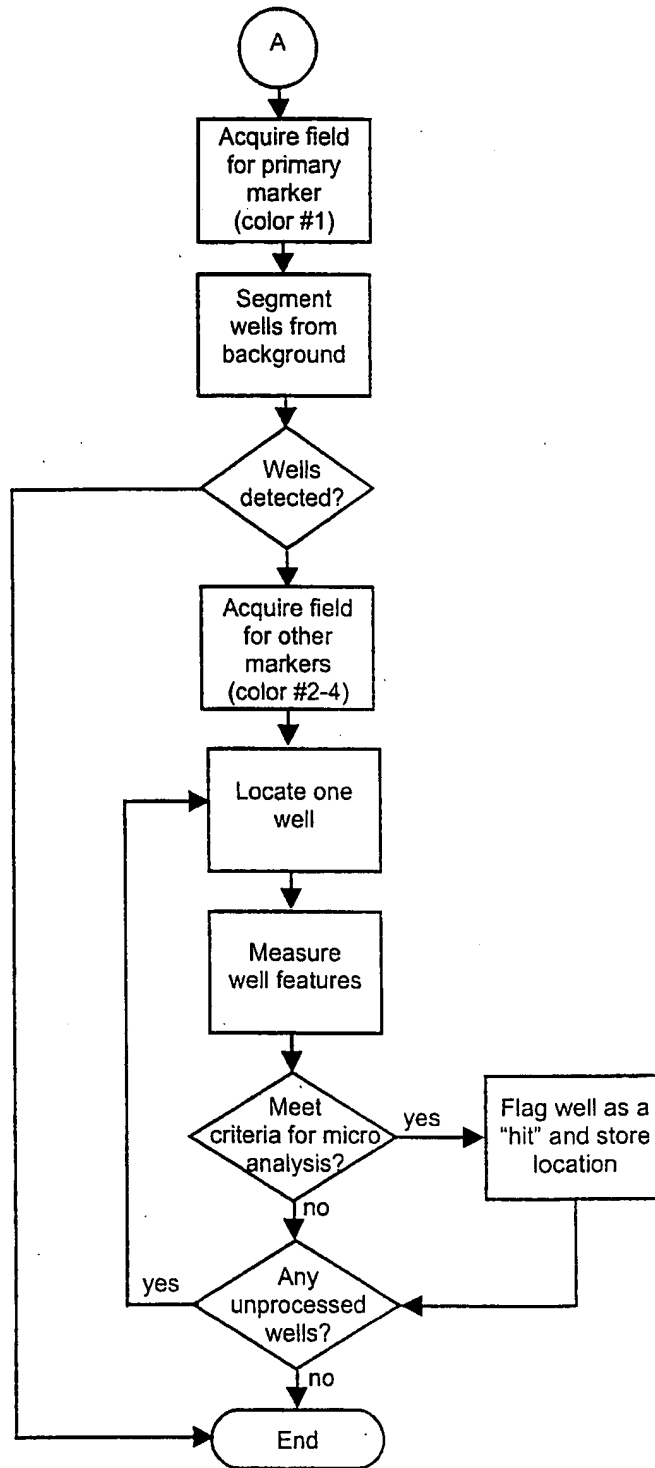 A
Acquire field
for primary
marker
(color #1)
Segment
wells from
background
Wells
detected?
Acquire field
for other
markers
(color #2-4)
Locate one
well
Measure
well features
Meet
criteria for micro
analysis?
yes
Flag well as a
“hit” and store
location
no
yes
Any
unprocessed
wells?
no
End